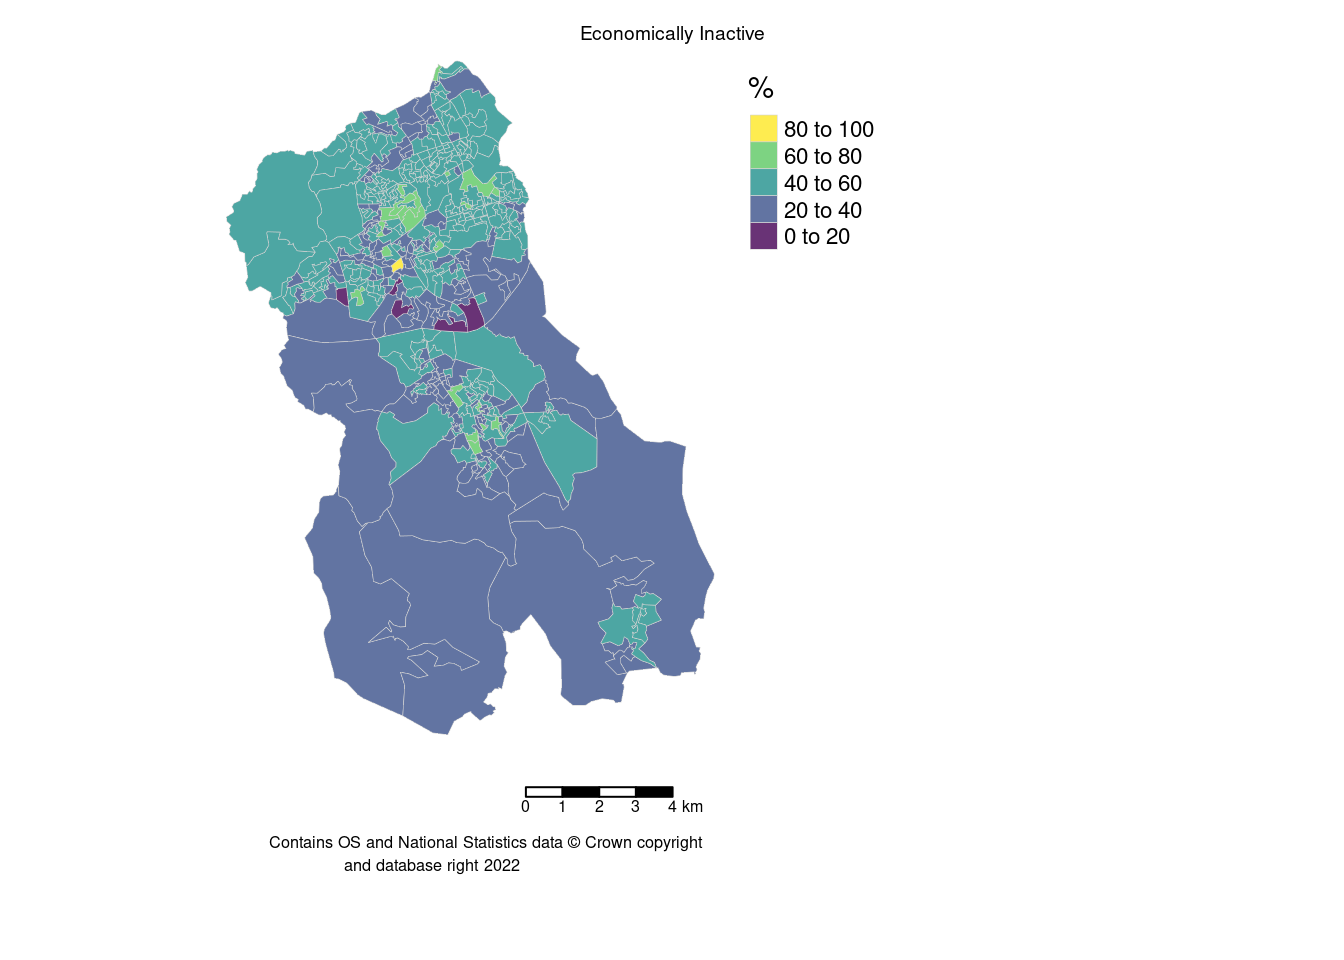 Economically Inactive
%
80 to 100
60 to 80
40 to 60
20 to 40
0 to 20
0 1 2 3 4 km
Contains OS and National Statistics data © Crown copyright
and database right 2022